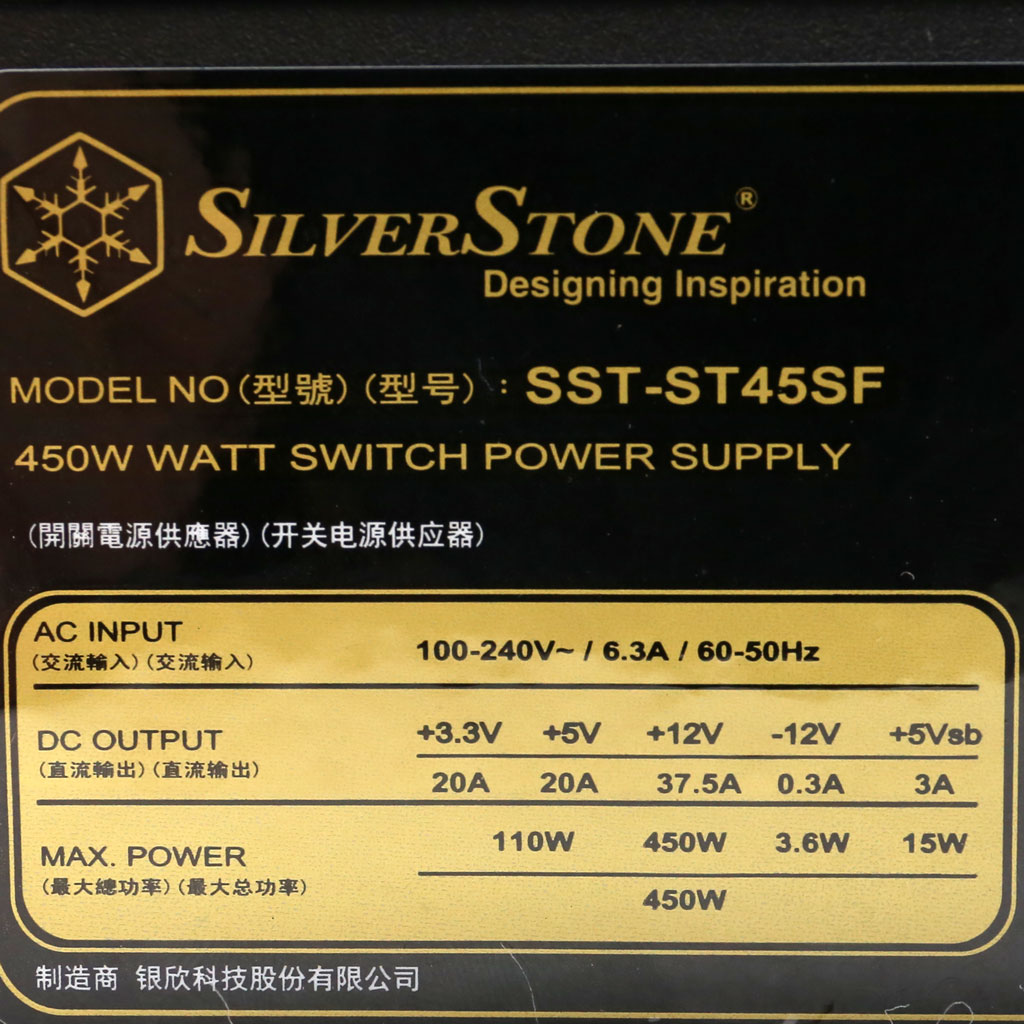 SILVERSTONE®
Designing Inspiration
MODEL NO (型號) (型号) : SST-ST45SF
450W WATT SWITCH POWER SUPPLY
(開關電源供應器) (开关电源供应器)
AC INPUT
(交流輸入) (交流输入)
100-240V~ / 6.3A / 60-50Hz
DC OUTPUT
(直流輸出) (直流输出)
+3.3V +5V +12V -12V +5Vsb
20A 20A 37.5A 0.3A 3A
MAX. POWER
(最大總功率) (最大总功率)
110W 450W 3.6W 15W
450W
制造商 银欣科技股份有限公司